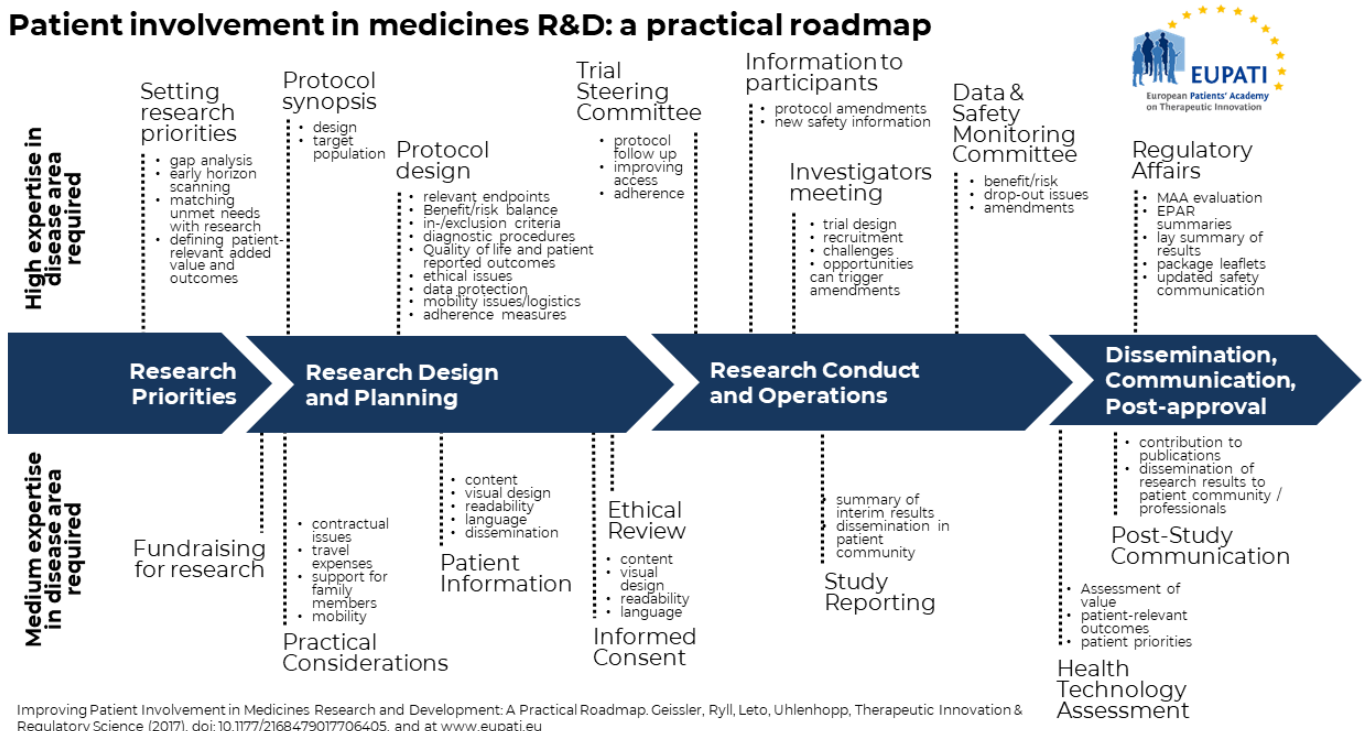 Patient involvement in medicines R&D: a practical roadmap
EUPATI
European Patients' Academy
on Therapeutic Innovation
High expertise in
disease area
required
Setting
research
priorities
• gap analysis
• early horizon
scanning
• matching
unmet needs
with research
• defining patient-
relevant added
value and
outcomes
Protocol
synopsis
• design
• target
population
Protocol
design
• relevant endpoints
• Benefit/risk balance
• in-/exclusion criteria
• diagnostic procedures
• Quality of life and patient
reported outcomes
• ethical issues
• data protection
• mobility issues/logistics
• adherence measures
Trial
Steering
Committee
• protocol
follow up
• improving
access
• adherence
Information to
participants
• protocol amendments
• new safety information
Investigators
meeting
• trial design
• recruitment
• challenges
• opportunities
can trigger
amendments
Data &
Safety
Monitoring
Committee
• benefit/risk
• drop-out issues
• amendments
Regulatory
Affairs
• MAA evaluation
• EPAR
summaries
• lay summary of
results
• package leaflets
• updated safety
communication
Research
Priorities
Research Design
and Planning
Research Conduct
and Operations
Dissemination,
Communication,
Post-approval
Medium expertise
in disease area
required
Fundraising
for research
• contractual
issues
• travel
expenses
• support for
family
members
• mobility
Practical
Considerations
• content
• visual design
• readability
• language
• dissemination
Patient
Information
Ethical
Review
• content
• visual
design
• readability
• language
Informed
Consent
• summary of
interim results
• dissemination in
patient
community
Study
Reporting
• contribution to
publications
• dissemination of
research results to
patient community /
professionals
Post-Study
Communication
• Assessment of
value
• patient-relevant
outcomes
• patient priorities
Health
Technology
Assessment
Improving Patient Involvement in Medicines Research and Development: A Practical Roadmap. Geissler, Ryll, Leto, Uhlenhopp, Therapeutic Innovation &
Regulatory Science (2017), doi: 10.1177/2168479017706405, and at www.eupati.eu